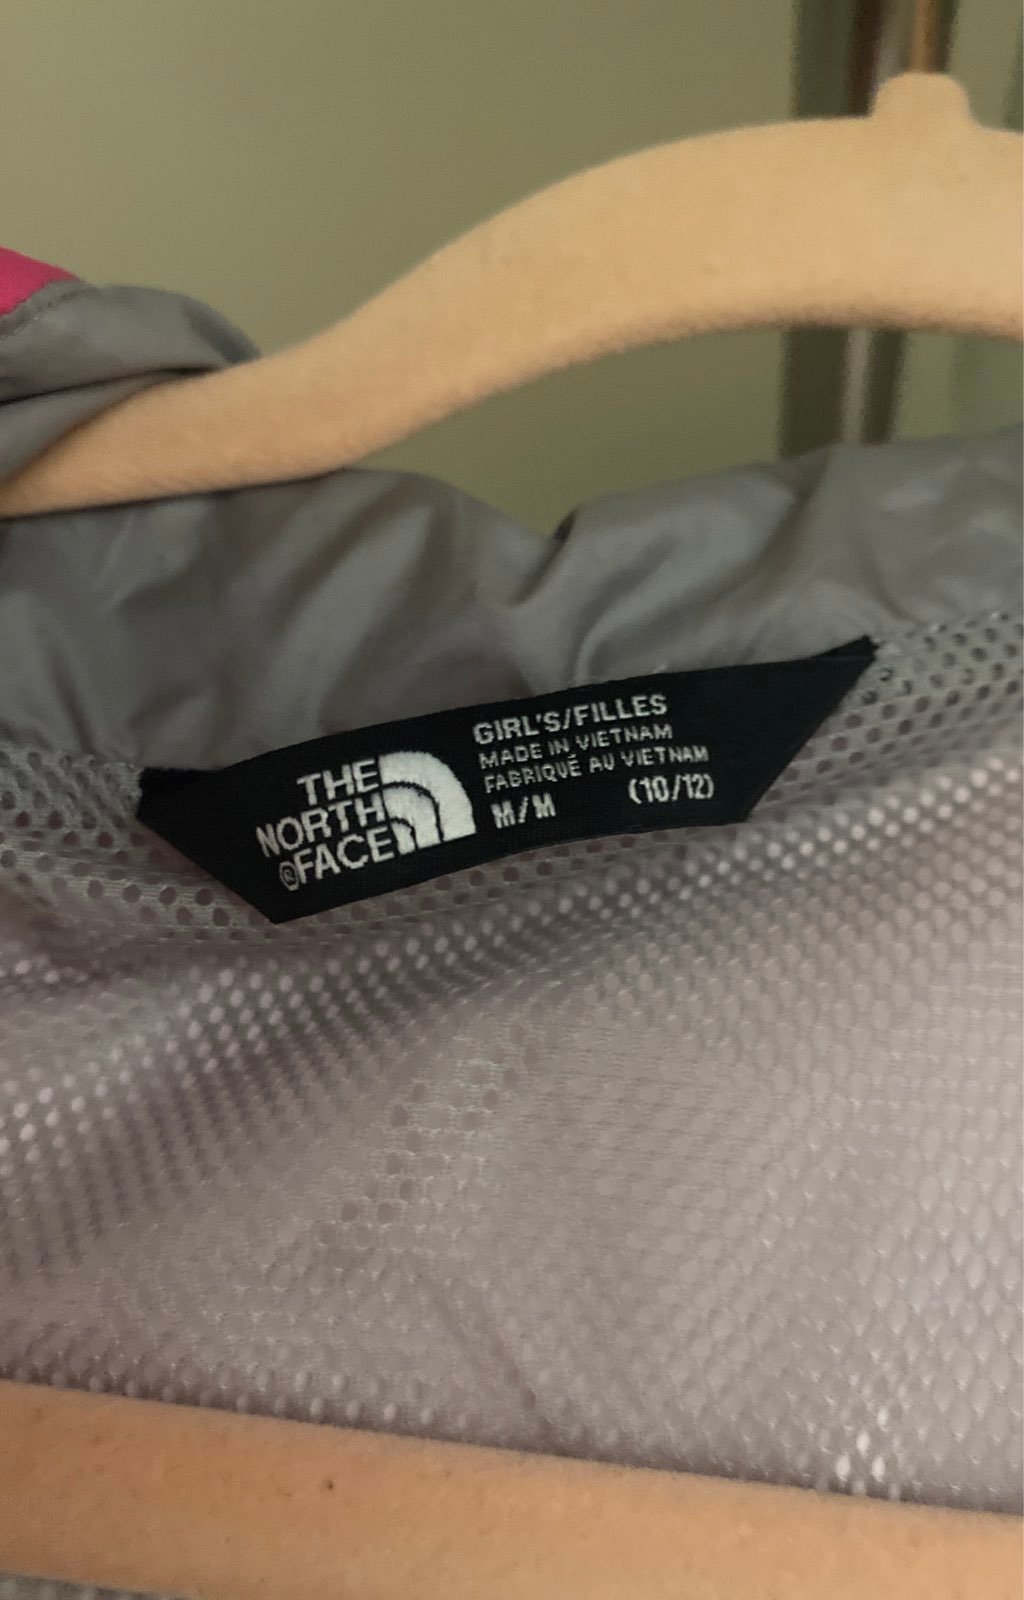 THE
NORTH
®FACE
GIRL'S/FILLES
MADE IN VIETNAM
FABRIQUÉ AU VIETNAM
M/M (10/12)